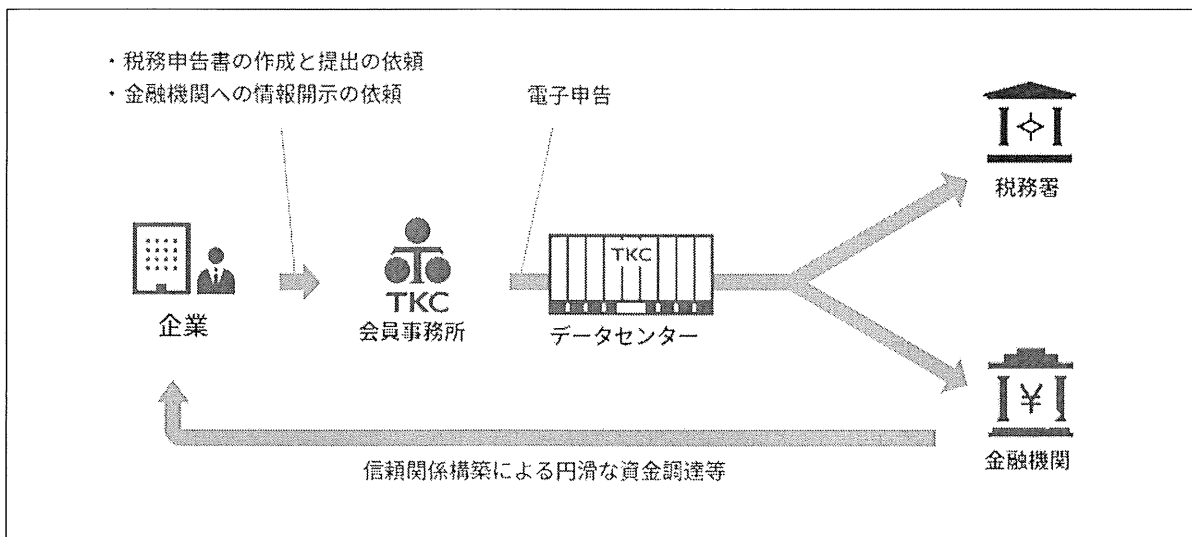 ・税務申告書の作成と提出の依頼
・金融機関への情報開示の依頼
電子申告
税務署
TKC
企業
TKC
会員事務所
データセンター
¥
金融機関
信頼関係構築による円滑な資金調達等